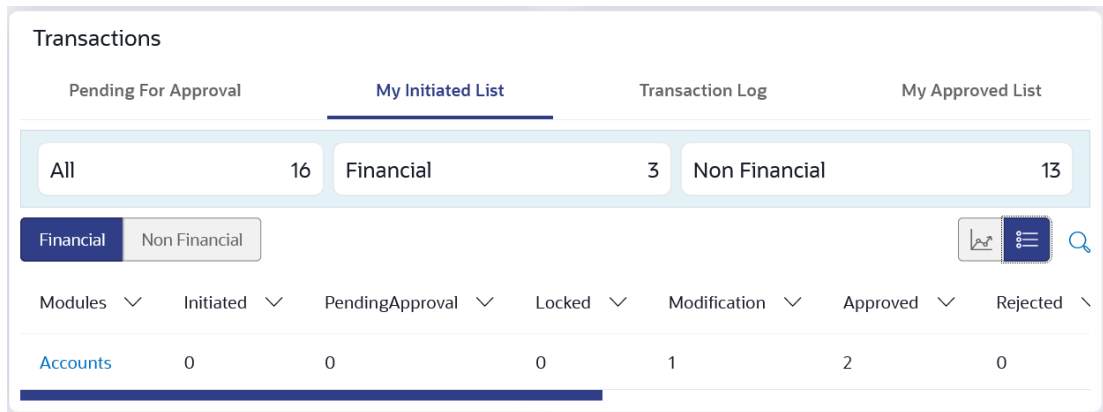 Transactions
Pending For Approval My Initiated List Transaction Log My Approved List
All 16 Financial 3 Non Financial 13
Financial Non Financial
Modules Initiated PendingApproval Locked Modification Approved Rejected
Accounts 0 0 0 1 2 0